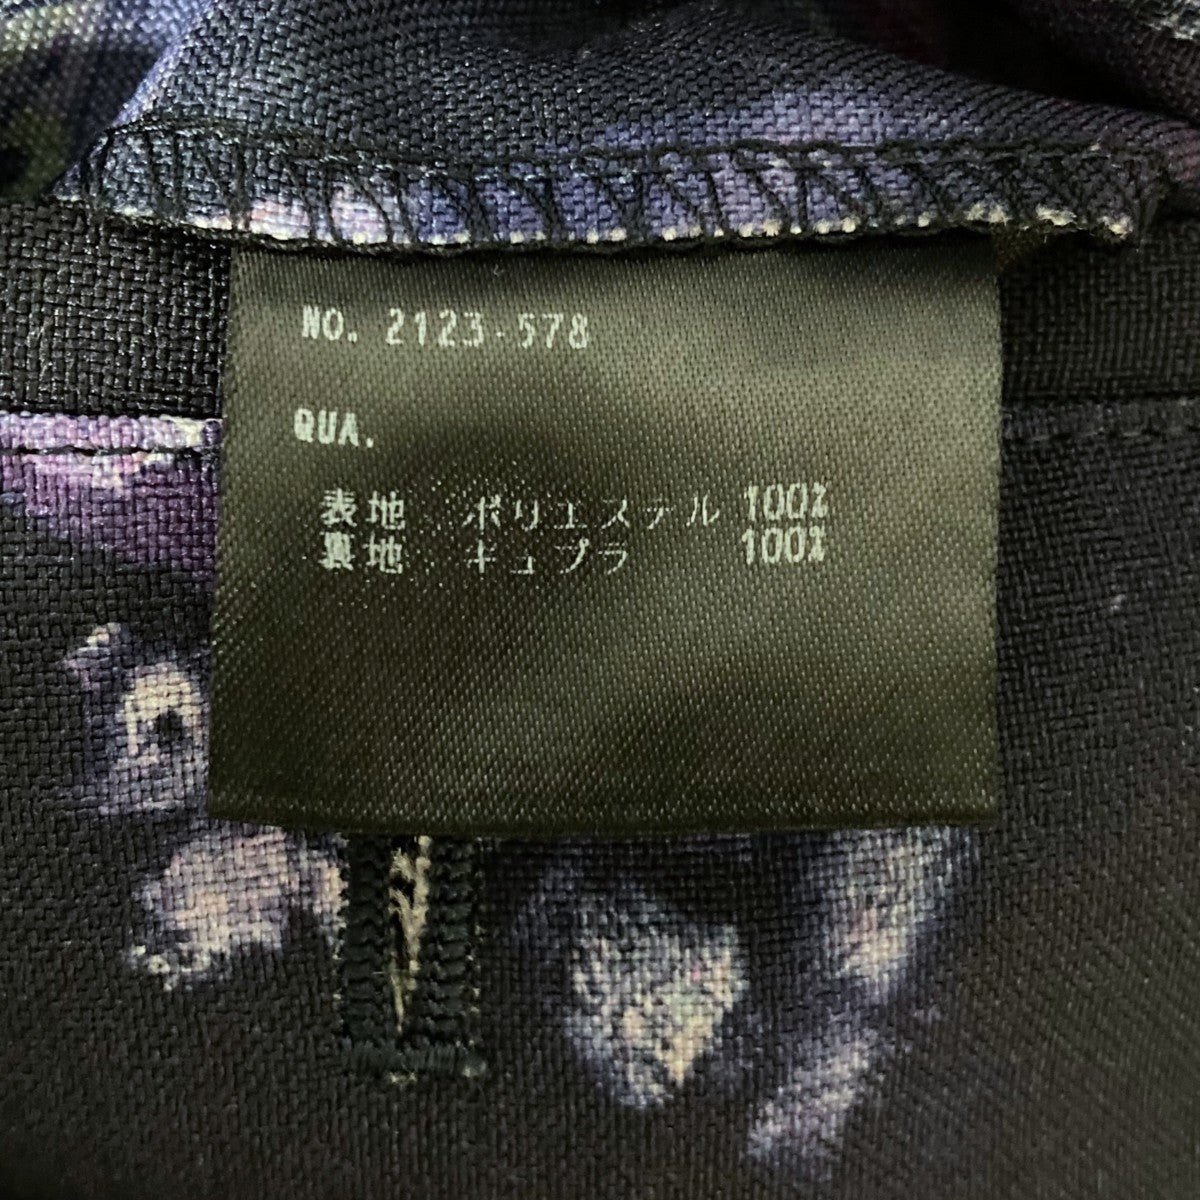 NO. 2123-578
QUA.
表地 ポリエステル 100%
裏地 キュプラ 100%